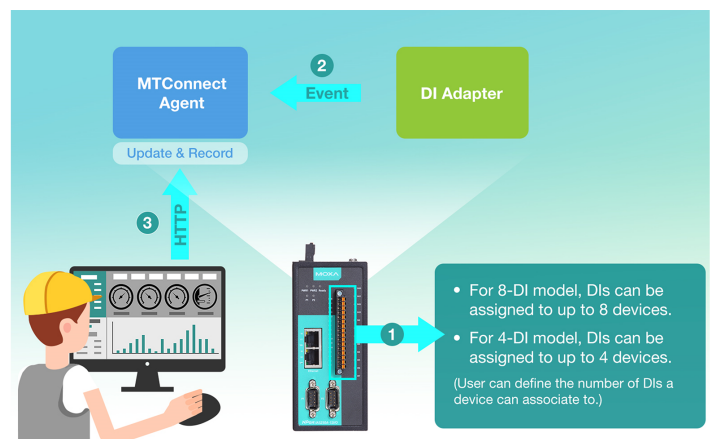 MTConnect
Agent
Update & Record
2
Event
DI Adapter
3
HTTP
MOXA
1
• For 8-DI model, DIs can be
assigned to up to 8 devices.
• For 4-DI model, DIs can be
assigned to up to 4 devices.
(User can define the number of DIs a
device can associate to.)